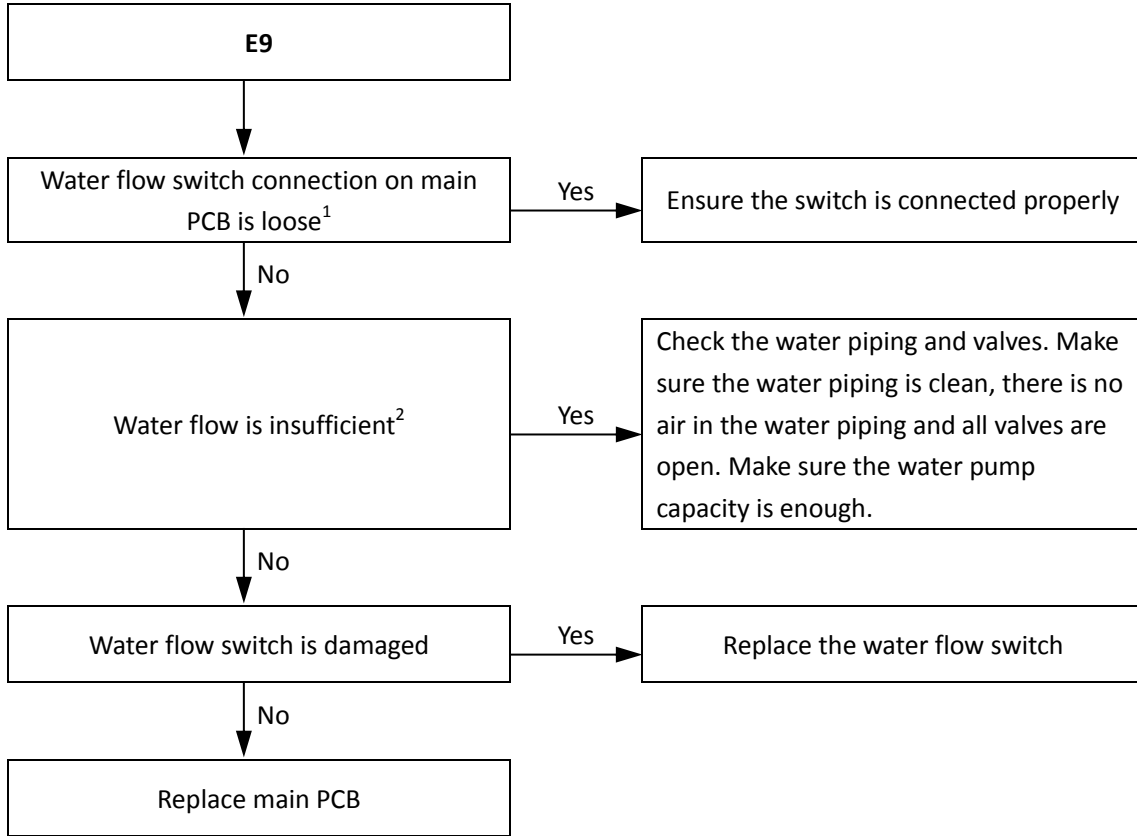 E9
Water flow switch connection on main
PCB is loose1
Yes
Ensure the switch is connected properly
No
Water flow is insufficient2
Yes
Check the water piping and valves. Make
sure the water piping is clean, there is no
air in the water piping and all valves are
open. Make sure the water pump
capacity is enough.
No
Water flow switch is damaged
Yes
Replace the water flow switch
No
Replace main PCB